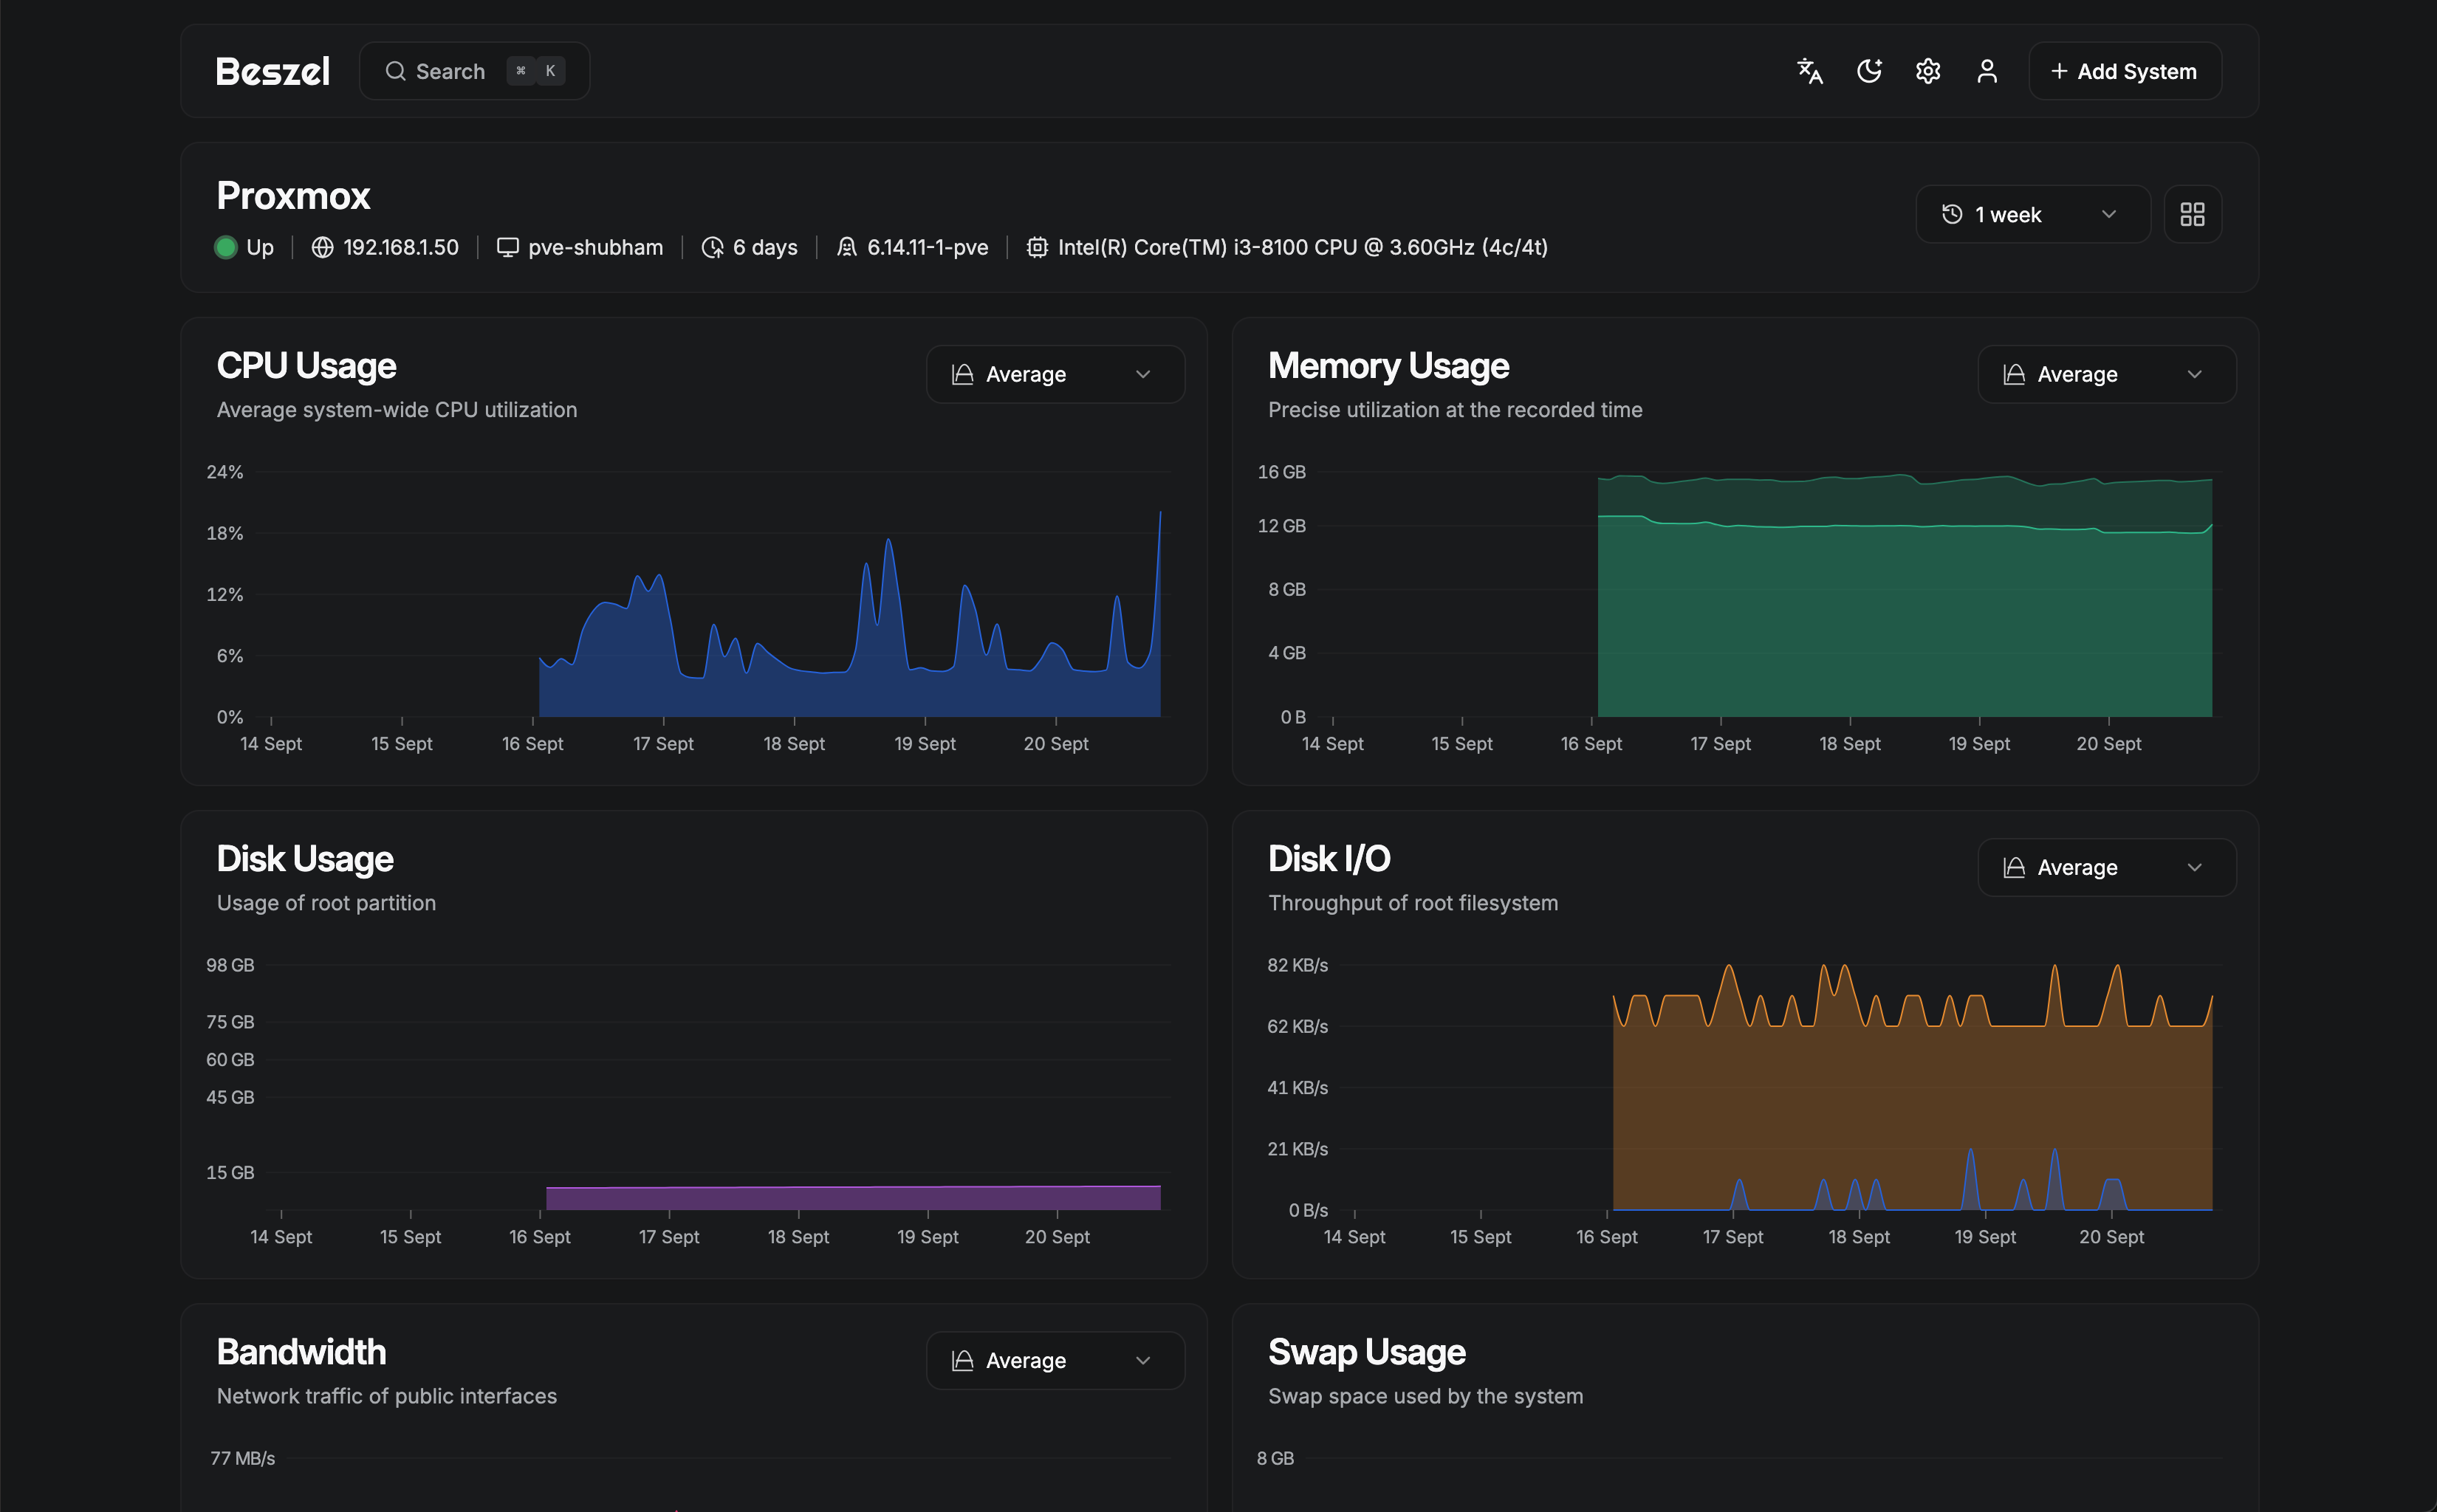 Beszel
Search ⌘ K
+ Add System
Proxmox
Up 192.168.1.50 pve-shubham 6 days 6.14.11-1-pve Intel(R) Core(TM) i3-8100 CPU @ 3.60GHz (4c/4t)
1 week
CPU Usage
Average system-wide CPU utilization
Average
24%
18%
12%
6%
0%
14 Sept 15 Sept 16 Sept 17 Sept 18 Sept 19 Sept 20 Sept
Memory Usage
Precise utilization at the recorded time
Average
16 GB
12 GB
8 GB
4 GB
0 B
14 Sept 15 Sept 16 Sept 17 Sept 18 Sept 19 Sept 20 Sept
Disk Usage
Usage of root partition
98 GB
75 GB
60 GB
45 GB
15 GB
14 Sept 15 Sept 16 Sept 17 Sept 18 Sept 19 Sept 20 Sept
Disk I/O
Throughput of root filesystem
Average
82 KB/s
62 KB/s
41 KB/s
21 KB/s
0 B/s
14 Sept 15 Sept 16 Sept 17 Sept 18 Sept 19 Sept 20 Sept
Bandwidth
Network traffic of public interfaces
Average
77 MB/s
Swap Usage
Swap space used by the system
8 GB